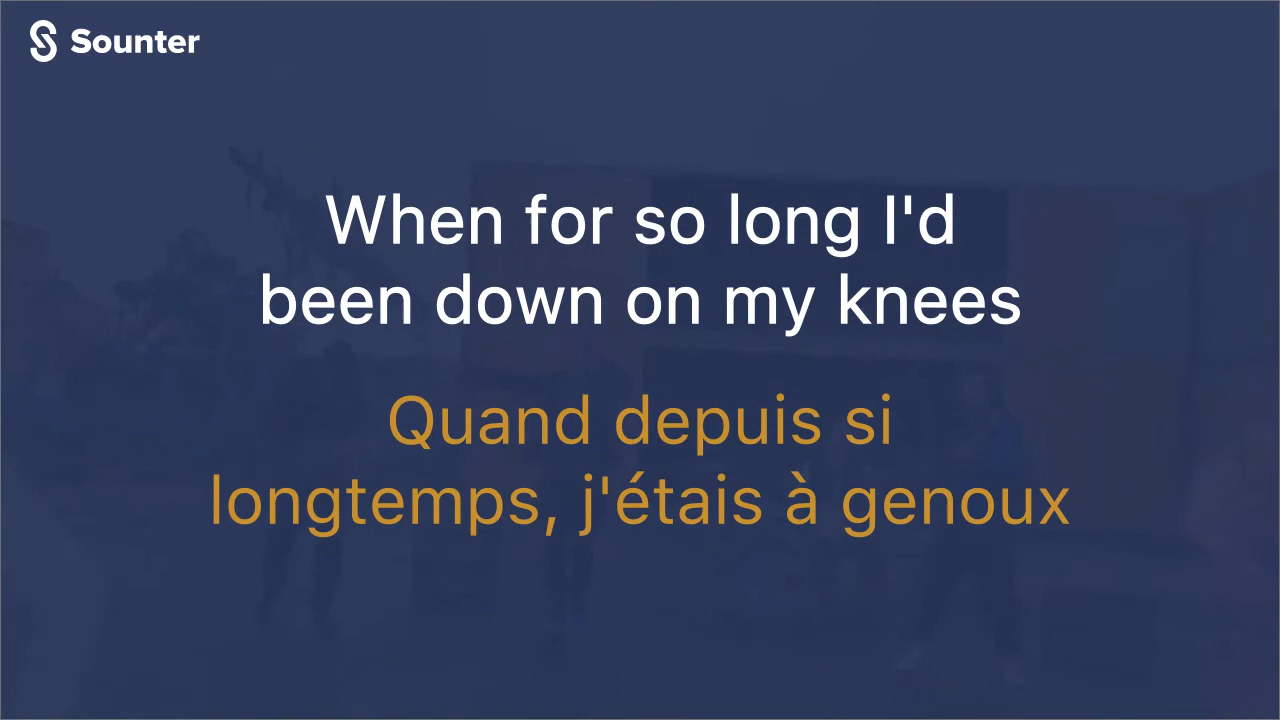 Sounter
When for so long I'd
been down on my knees
Quand depuis si
longtemps, j'étais à genoux